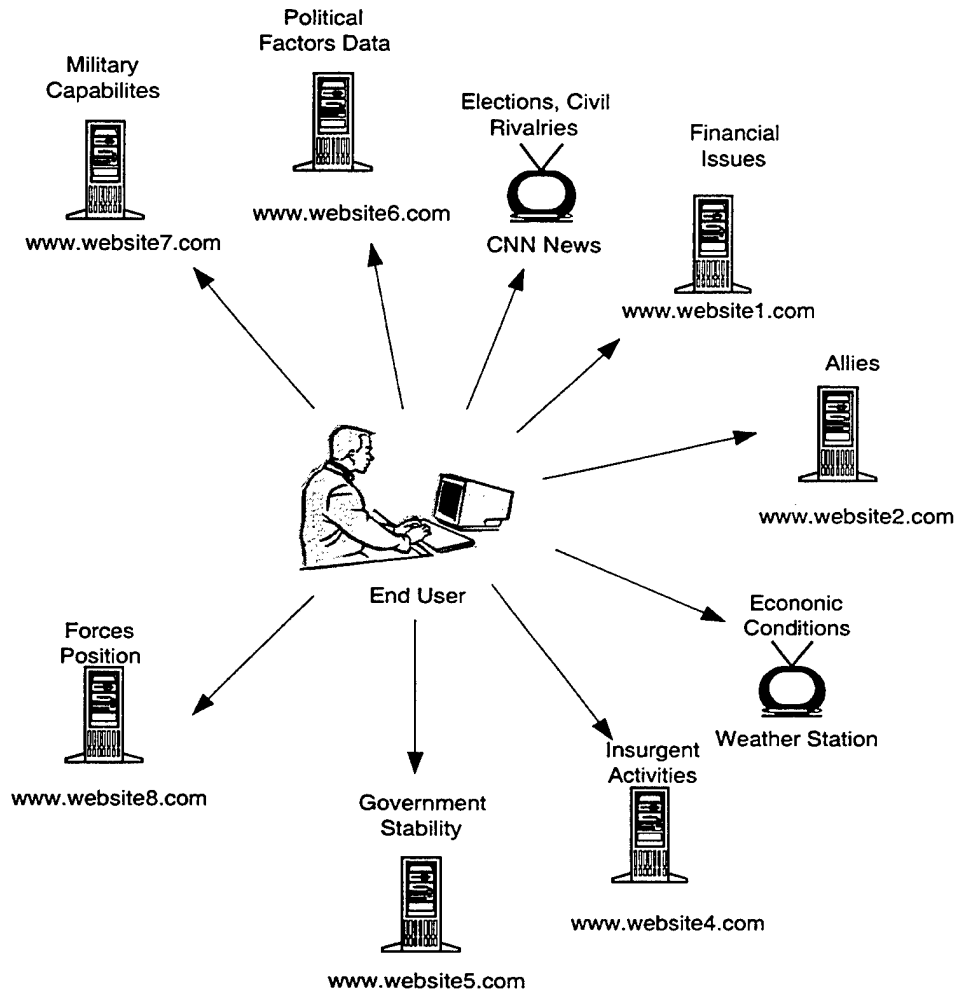 Political
Factors Data
Military
Capabilites
Elections, Civil
Rivalries
Financial
Issues
www.website6.com
www.website7.com
CNN News
www.website1.com
Allies
www.website2.com
End User
Econonic
Conditions
Forces
Position
Weather Station
Insurgent
Activities
www.website8.com
Government
Stability
www.website4.com
www.website5.com